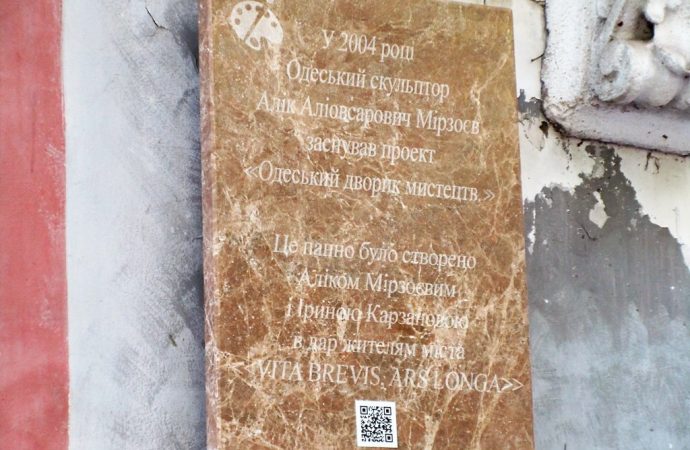 У 2004 році
Одеський скульптор
Алік Аліовсарович Мірзоєв
заснував проект
«Одеський дворик мистецтв.»
Це панно було створено
Аліком Мірзоєвим
і Іриною Карзановою
в дар жителям міста
«VITA BREVIS, ARS LONGA»